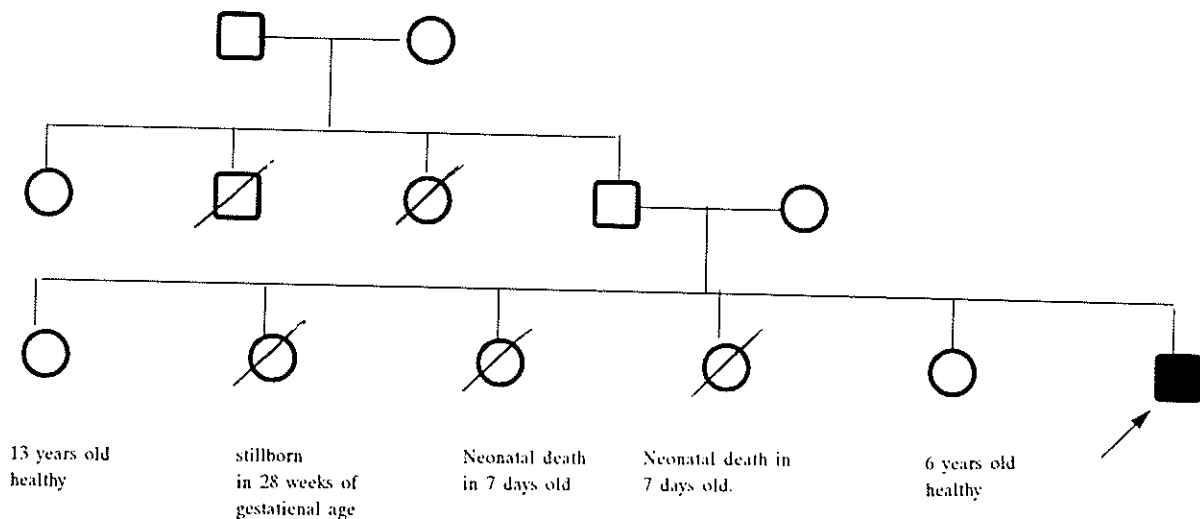 13 years old
healthy
stillborn
in 28 weeks of
gestational age
Neonatal death
in 7 days old
Neonatal death in
7 days old.
6 years old
healthy